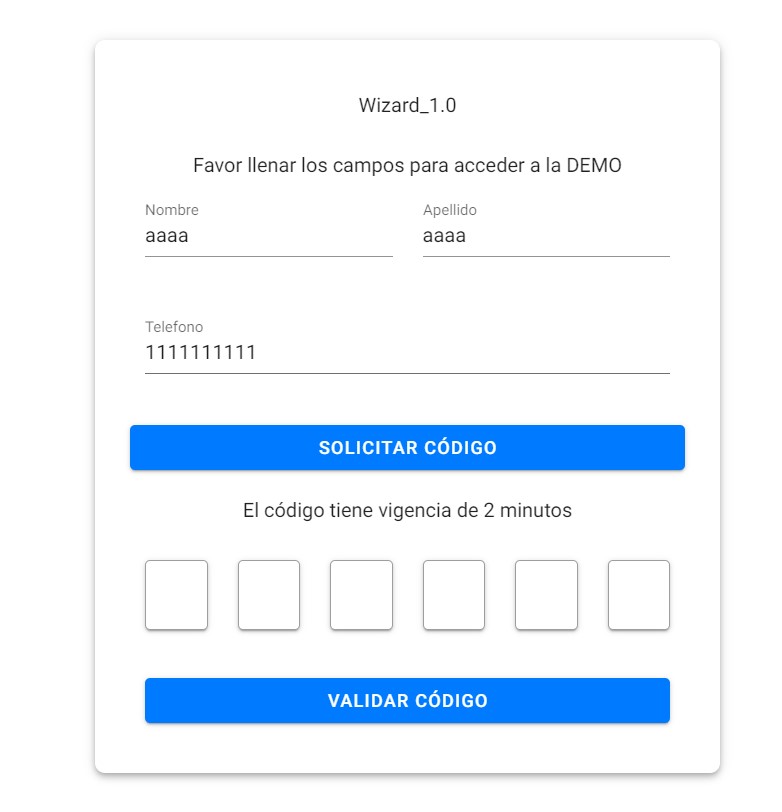 Wizard_1.0
Favor llenar los campos para acceder a la DEMO
Nombre Apellido
aaaa aaaa
Telefono
1111111111
SOLICITAR CÓDIGO
El código tiene vigencia de 2 minutos
VALIDAR CÓDIGO